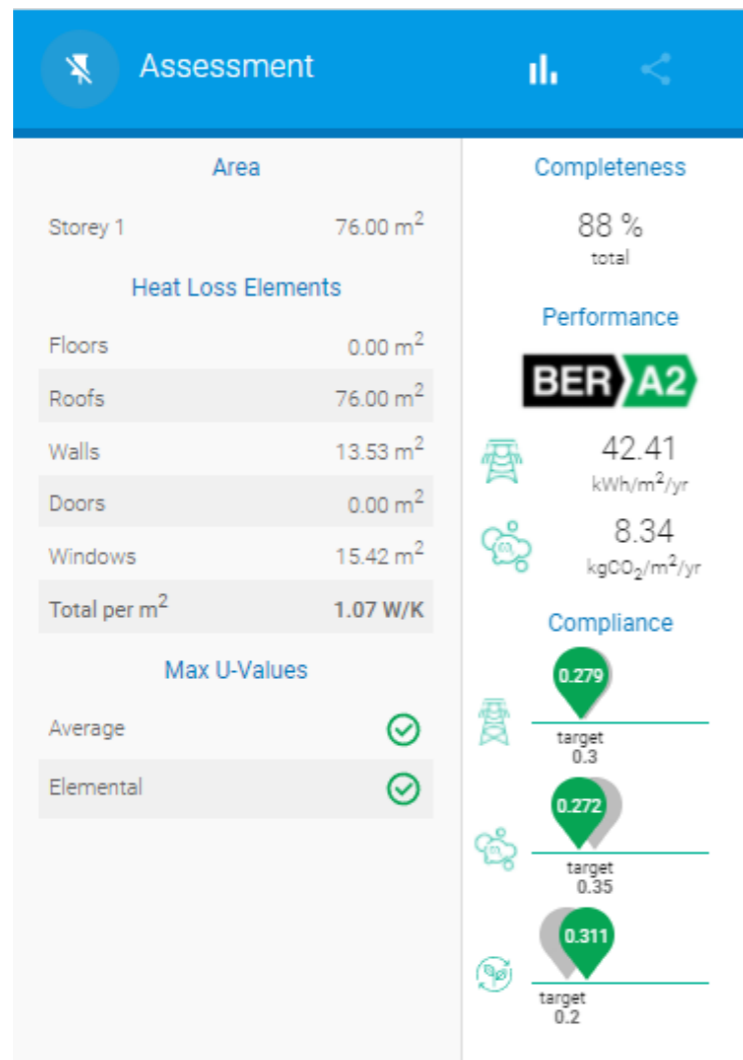 Assessment
Area
Storey 1 76.00 m²
Heat Loss Elements
Floors 0.00 m²
Roofs 76.00 m²
Walls 13.53 m²
Doors 0.00 m²
Windows 15.42 m²
Total per m² 1.07 W/K
Max U-Values
Average
Elemental
Completeness
88 %
total
Performance
BER A2
42.41
kWh/m²/yr
8.34
kgCO₂/m²/yr
Compliance
0.279
target
0.3
0.272
target
0.35
0.311
target
0.2